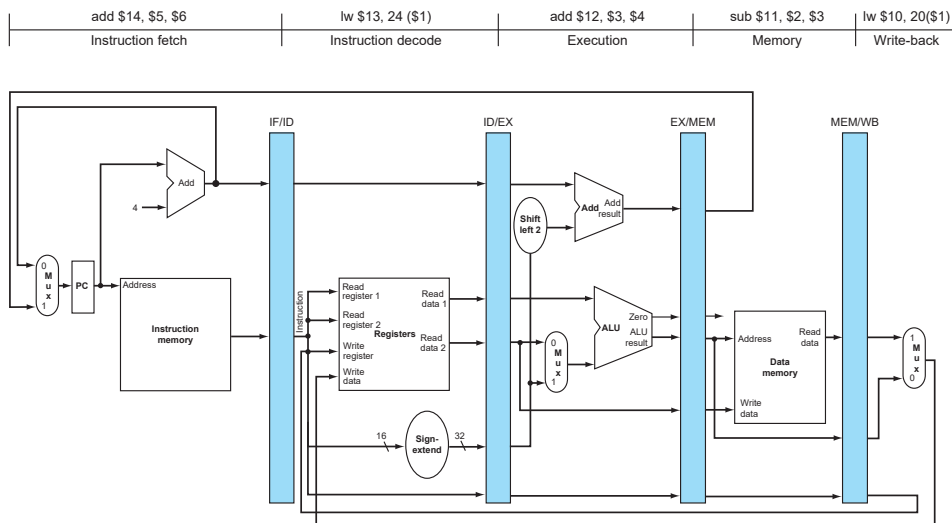 add $14, $5, $6
lw $13, 24 ($1)
add $12, $3, $4
sub $11, $2, $3
lw $10, 20($1)
Instruction fetch
Instruction decode
Execution
Memory
Write-back
IF/ID
ID/EX
EX/MEM
MEM/WB
Add
4
Add
Add
result
Shift
left 2
0
M
u
x
1
PC
Address
Instruction
memory
Instruction
Read
register 1
Read
register 2
Registers
Write
register
Write
data
Read
data 1
Read
data 2
16
Sign-
extend
32
0
M
u
x
1
Zero
ALU
ALU
result
Address
Read
data
Data
memory
Write
data
1
M
u
x
0